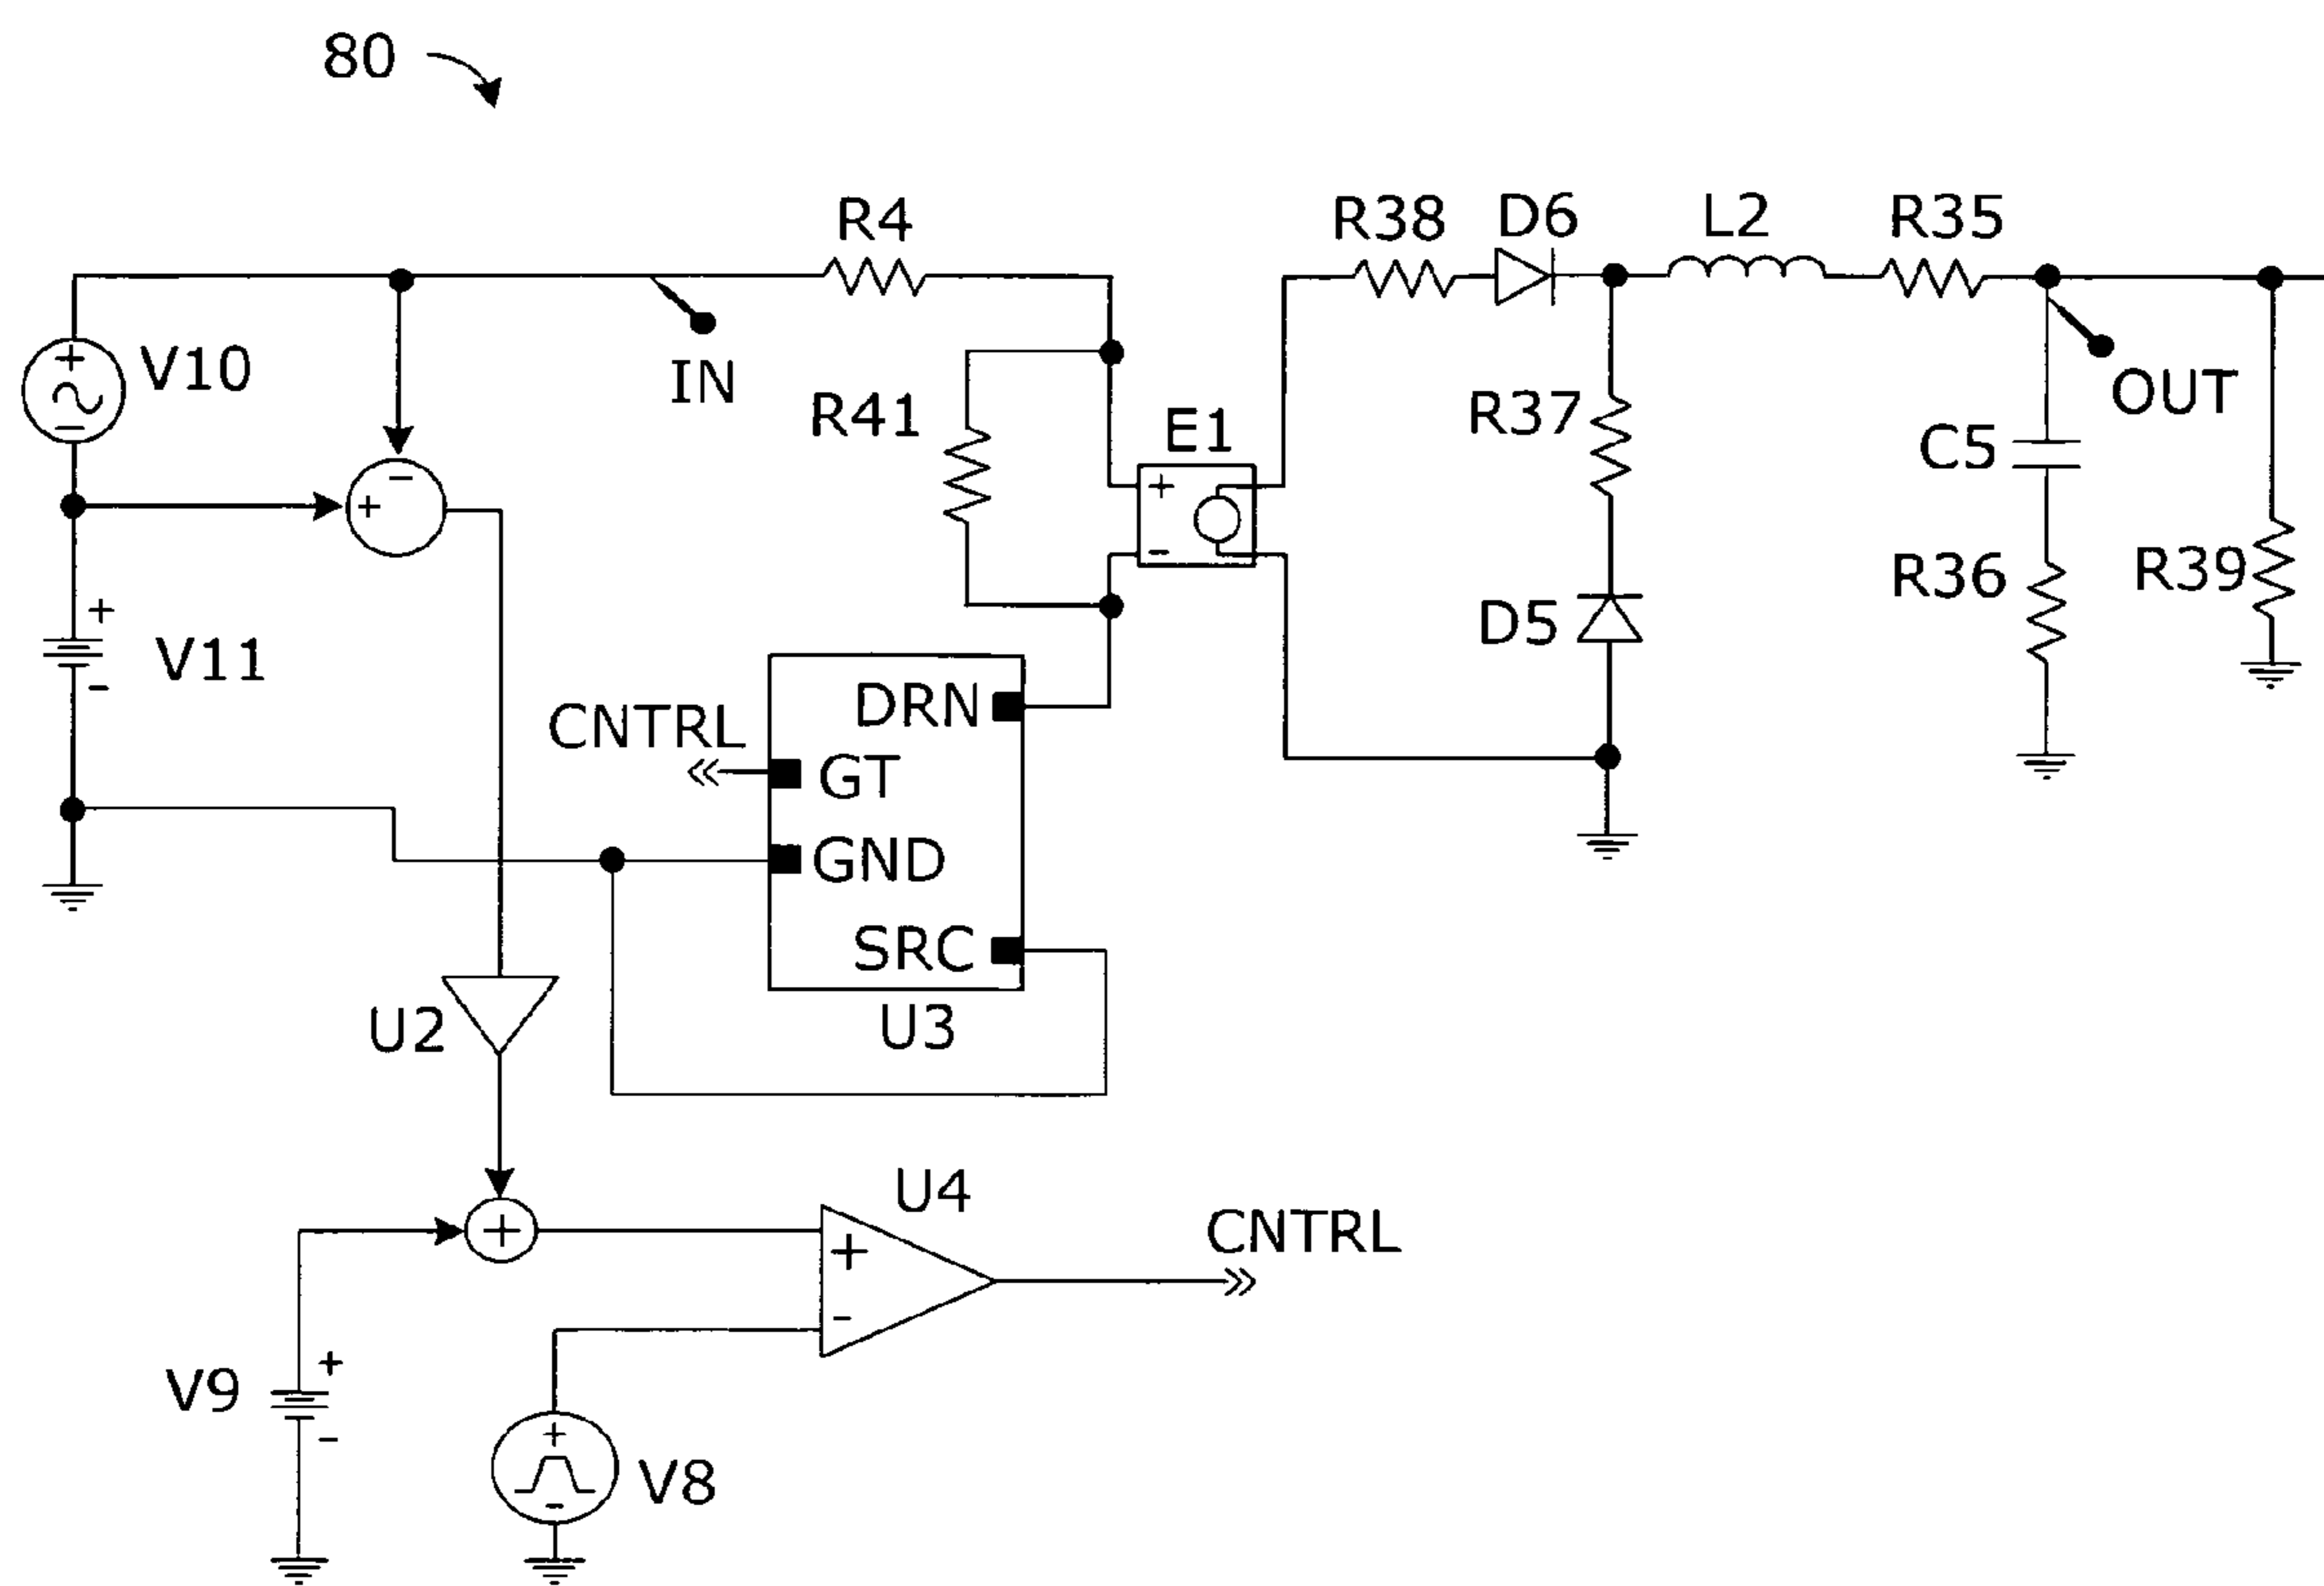 80
R4
R38
D6
L2
R35
V10
IN
R41
E1
R37
OUT
C5
+
-
+
-
+
-
+
-
R36
R39
D5
V11
+
-
DRN
CNTRL
GT
GND
SRC
U3
U2
U4
+
+
-
CNTRL
V9
+
-
V8
+
-